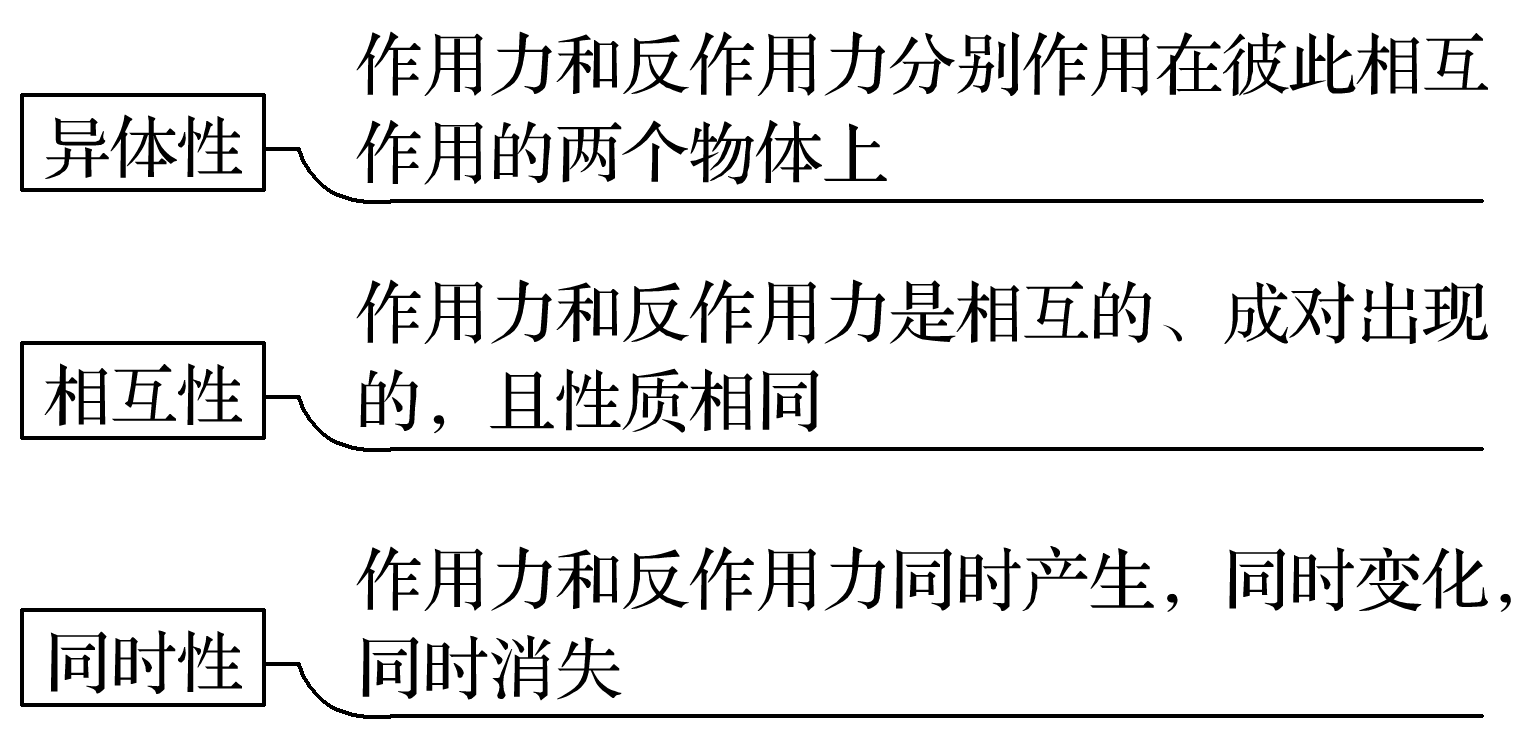 异体性
作用力和反作用力分别作用在彼此相互
作用的两个物体上
相互性
作用力和反作用力是相互的、成对出现
的，且性质相同
同时性
作用力和反作用力同时产生，同时变化，
同时消失